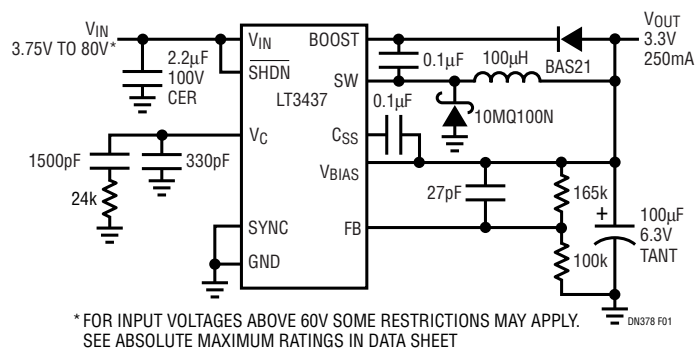 VIN
3.75V TO 80V*
2.2µF
100V
CER
VIN
SHDN
LT3437
BOOST
SW
0.1µF
100µH
BAS21
VOUT
3.3V
250mA
10MQ100N
0.1µF
CSS
VBIAS
VC
1500pF
330pF
24k
27pF
165k
FB
100k
+
100µF
6.3V
TANT
SYNC
GND
DN378 F01
* FOR INPUT VOLTAGES ABOVE 60V SOME RESTRICTIONS MAY APPLY.
SEE ABSOLUTE MAXIMUM RATINGS IN DATA SHEET